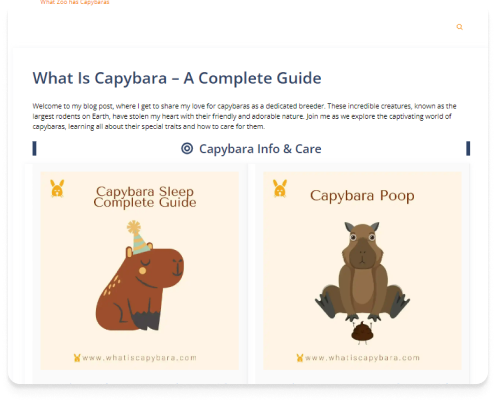 What Zoo has Capybaras
What Is Capybara – A Complete Guide
Welcome to my blog post, where I get to share my love for capybaras as a dedicated breeder. These incredible creatures, known as the
largest rodents on Earth, have stolen my heart with their friendly and adorable nature. Join me as we explore the captivating world of
capybaras, learning all about their special traits and how to care for them.
Capybara Info & Care
Capybara Sleep
Complete Guide
www.whatiscapybara.com
Capybara Poop
www.whatiscapybara.com